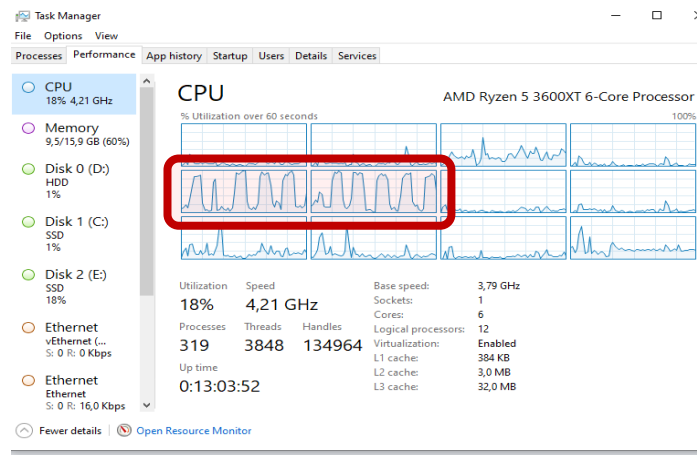 Task Manager
File Options View
Processes Performance App history Startup Users Details Services
CPU
18% 4,21 GHz
Memory
9,5/15,9 GB (60%)
Disk 0 (D:)
HDD
1%
Disk 1 (C:)
SSD
1%
Disk 2 (E:)
SSD
18%
Ethernet
vEthernet (...
S: 0 R: 0 Kbps
Ethernet
Ethernet
S: 0 R: 16,0 Kbps
CPU AMD Ryzen 5 3600XT 6-Core Processor
% Utilization over 60 seconds 100%
Utilization Speed
18% 4,21 GHz
Processes Threads Handles
319 3848 134964
Up time
0:13:03:52
Base speed: 3,79 GHz
Sockets: 1
Cores: 6
Logical processors: 12
Virtualization: Enabled
L1 cache: 384 KB
L2 cache: 3,0 MB
L3 cache: 32,0 MB
Fewer details Open Resource Monitor